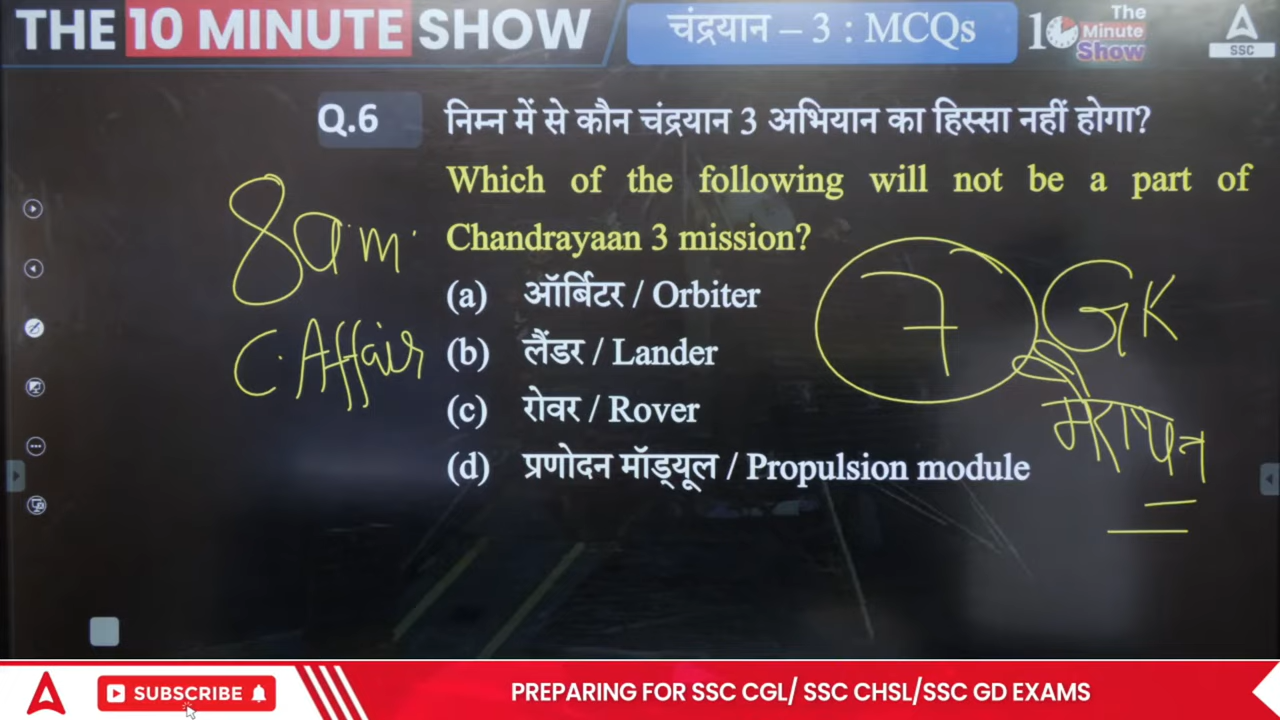 THE 10 MINUTE SHOW
चंद्रयान – 3 : MCQs
10 The Minute Show
SSC
Q.6 निम्न में से कौन चंद्रयान 3 अभियान का हिस्सा नहीं होगा?
Which of the following will not be a part of
Chandrayaan 3 mission?
(a) ऑर्बिटर / Orbiter
(b) लैंडर / Lander
(c) रोवर / Rover
(d) प्रणोदन मॉड्यूल / Propulsion module
8 a.m.
C. Affair
7 GK
SUBSCRIBE
PREPARING FOR SSC CGL/ SSC CHSL/SSC GD EXAMS